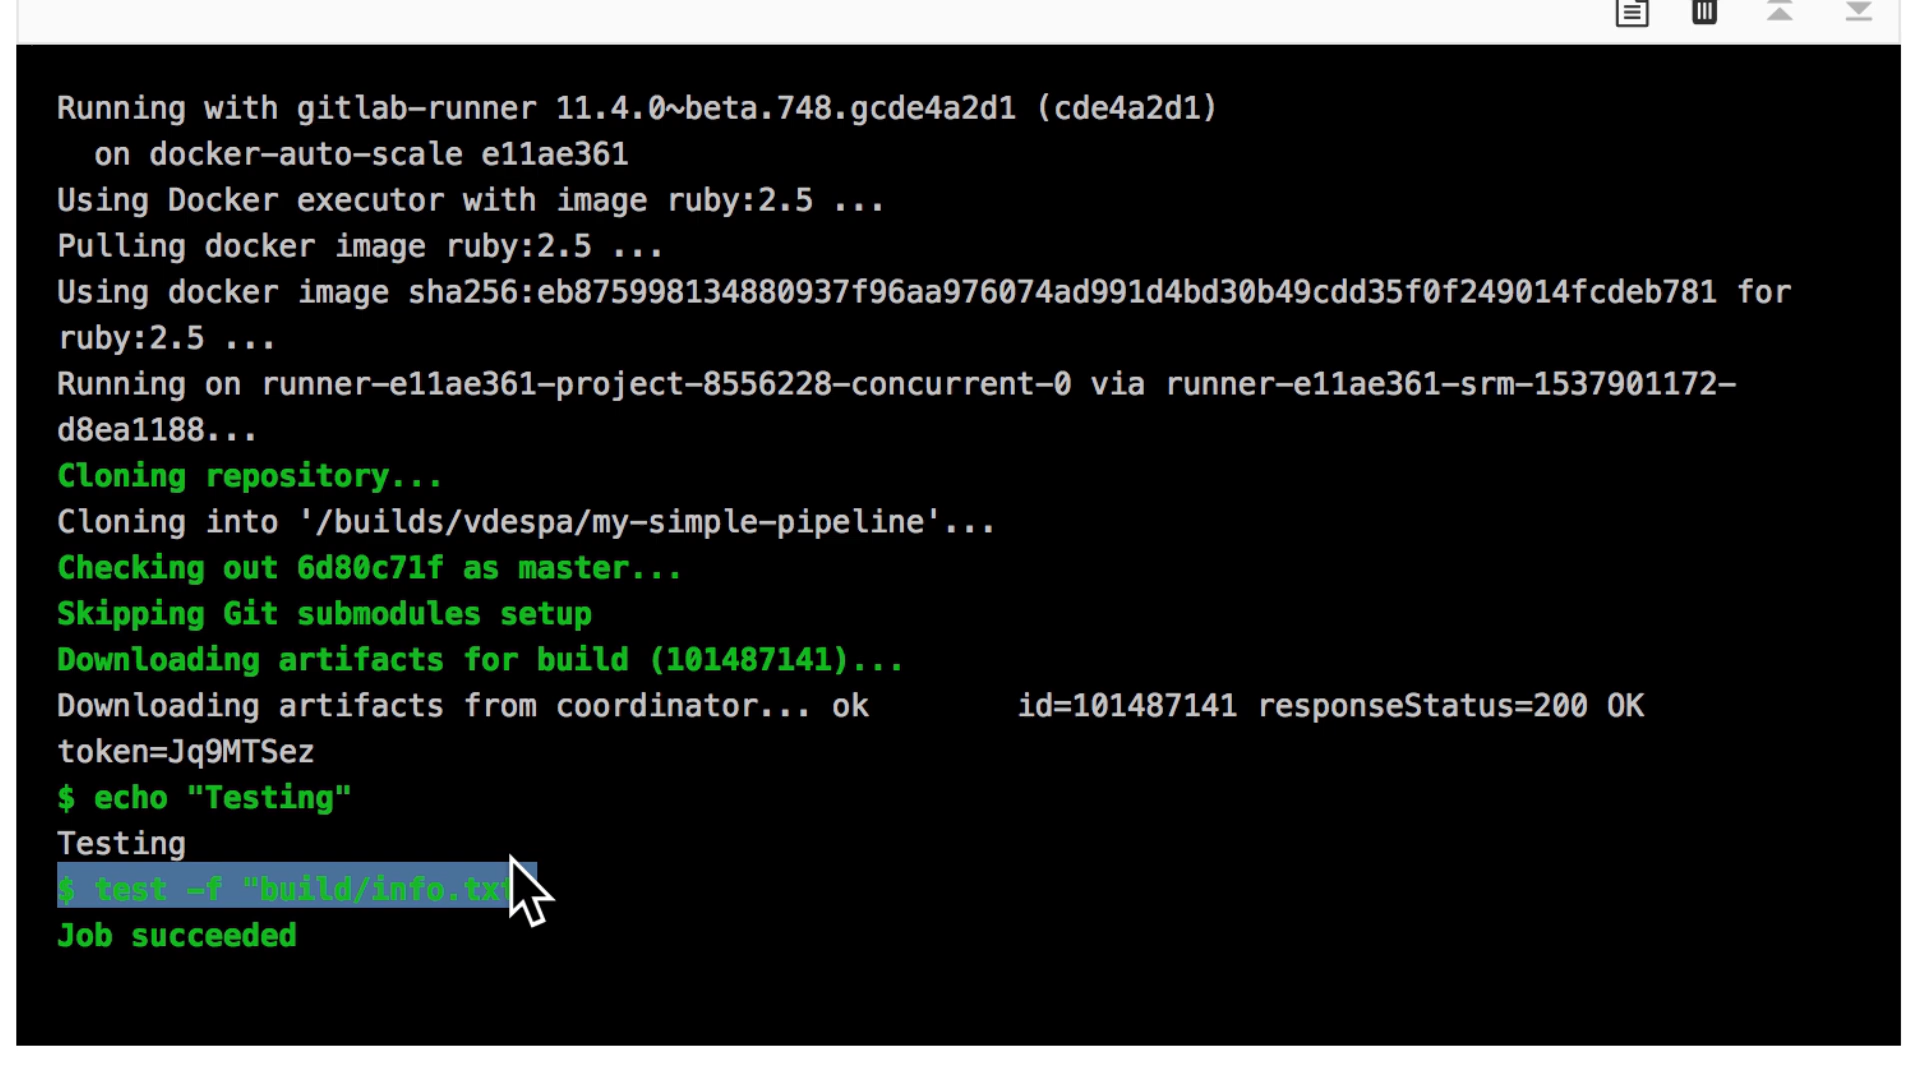 Running with gitlab-runner 11.4.0~beta.748.gcde4a2d1 (cde4a2d1)
on docker-auto-scale e11ae361
Using Docker executor with image ruby:2.5 ...
Pulling docker image ruby:2.5 ...
Using docker image sha256:eb875998134880937f96aa976074ad991d4bd30b49cdd35f0f249014fcdeb781 for
ruby:2.5 ...
Running on runner-e11ae361-project-8556228-concurrent-0 via runner-e11ae361-srm-1537901172-
d8ea1188...
Cloning repository...
Cloning into '/builds/vdespa/my-simple-pipeline'...
Checking out 6d80c71f as master...
Skipping Git submodules setup
Downloading artifacts for build (101487141)...
Downloading artifacts from coordinator... ok id=101487141 responseStatus=200 OK
token=Jq9MTSez
$ echo "Testing"
Testing
$ test -f "build/info.txt
Job succeeded